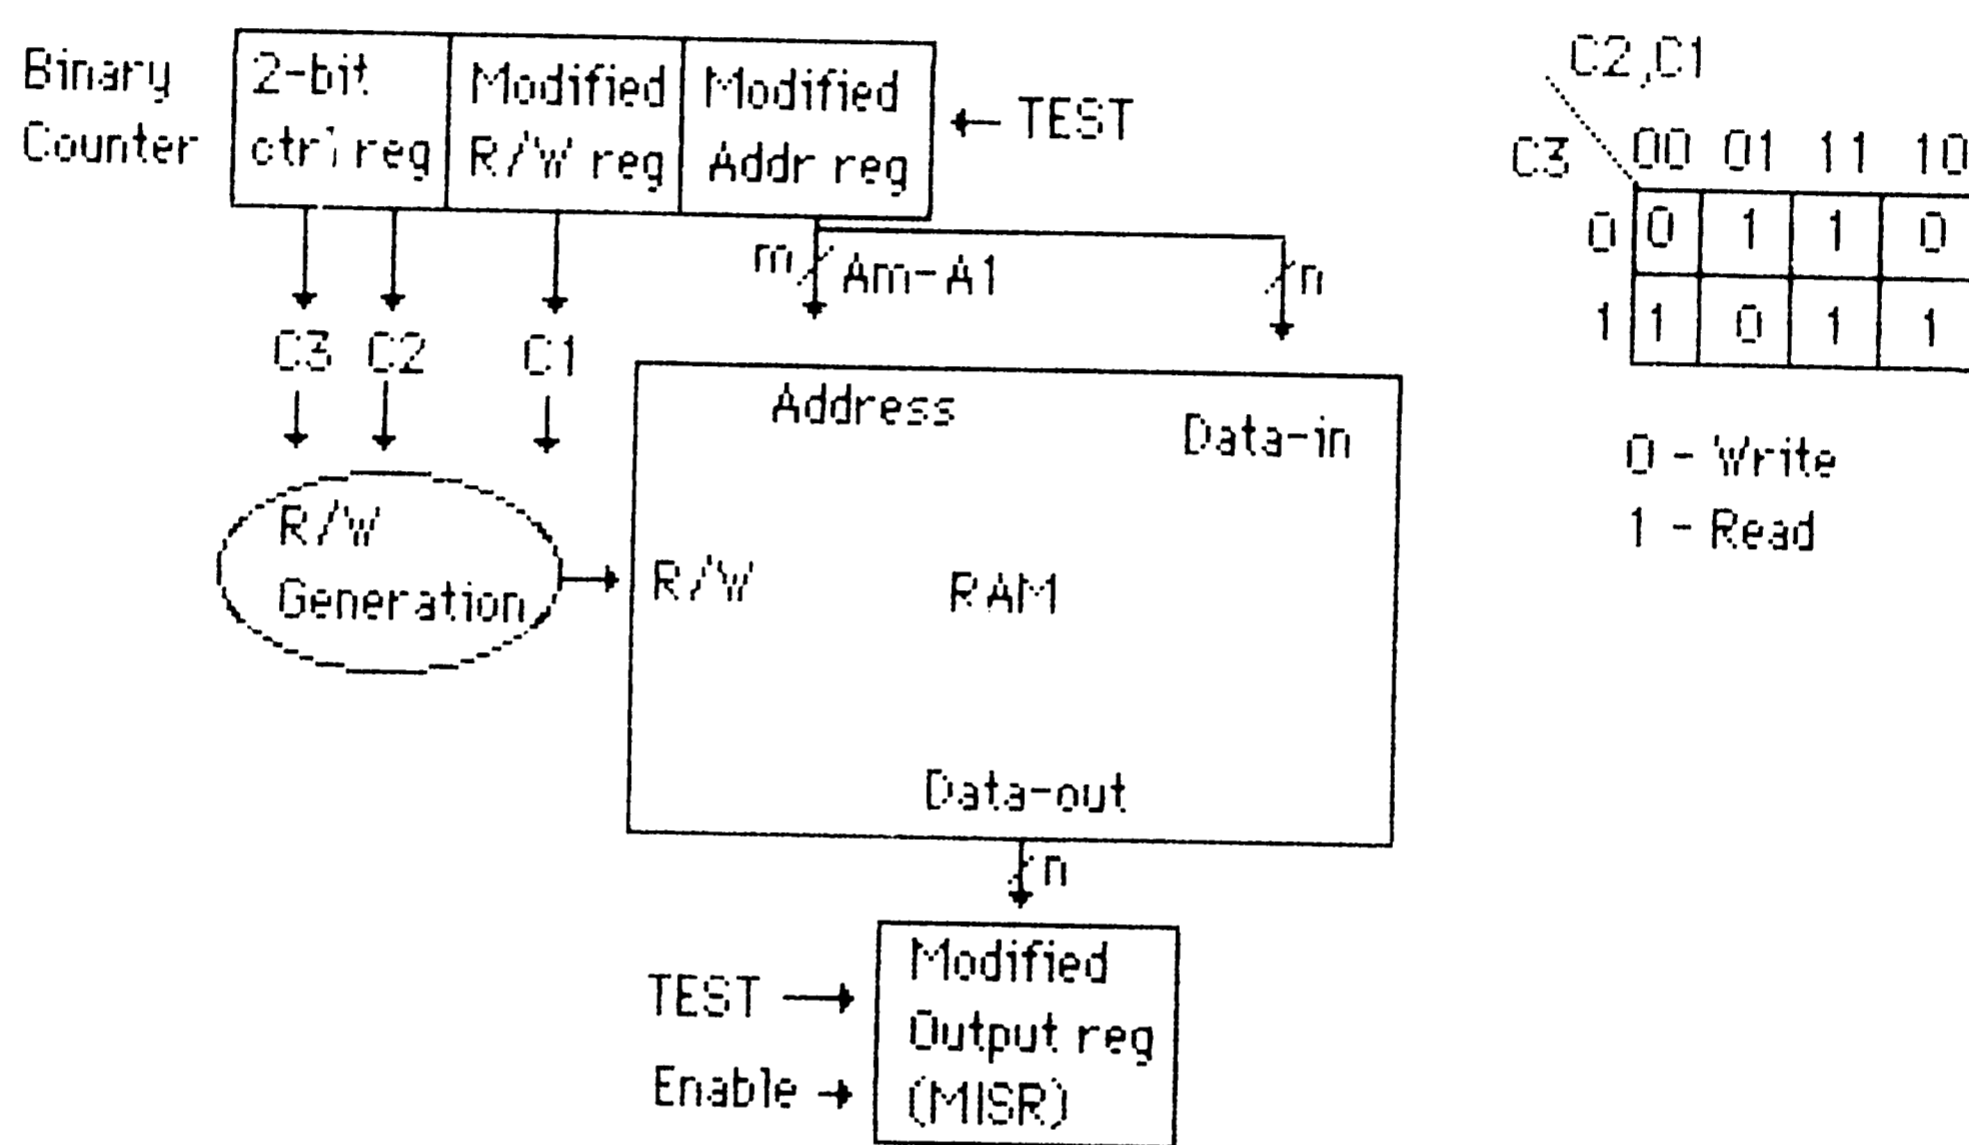 Binary
Counter
2-bit
ctrl reg
Modified
R/W reg
Modified
Addr reg
TEST
C2,C1
C3
00 01 11 10
0 0 1 1 0
1 1 0 1 1
0 - Write
1 - Read
m
Am-A1
n
C3 C2 C1
R/W
Generation
Address
Data-in
R/W
RAM
Data-out
n
TEST
Enable
Modified
Output reg
(MISR)